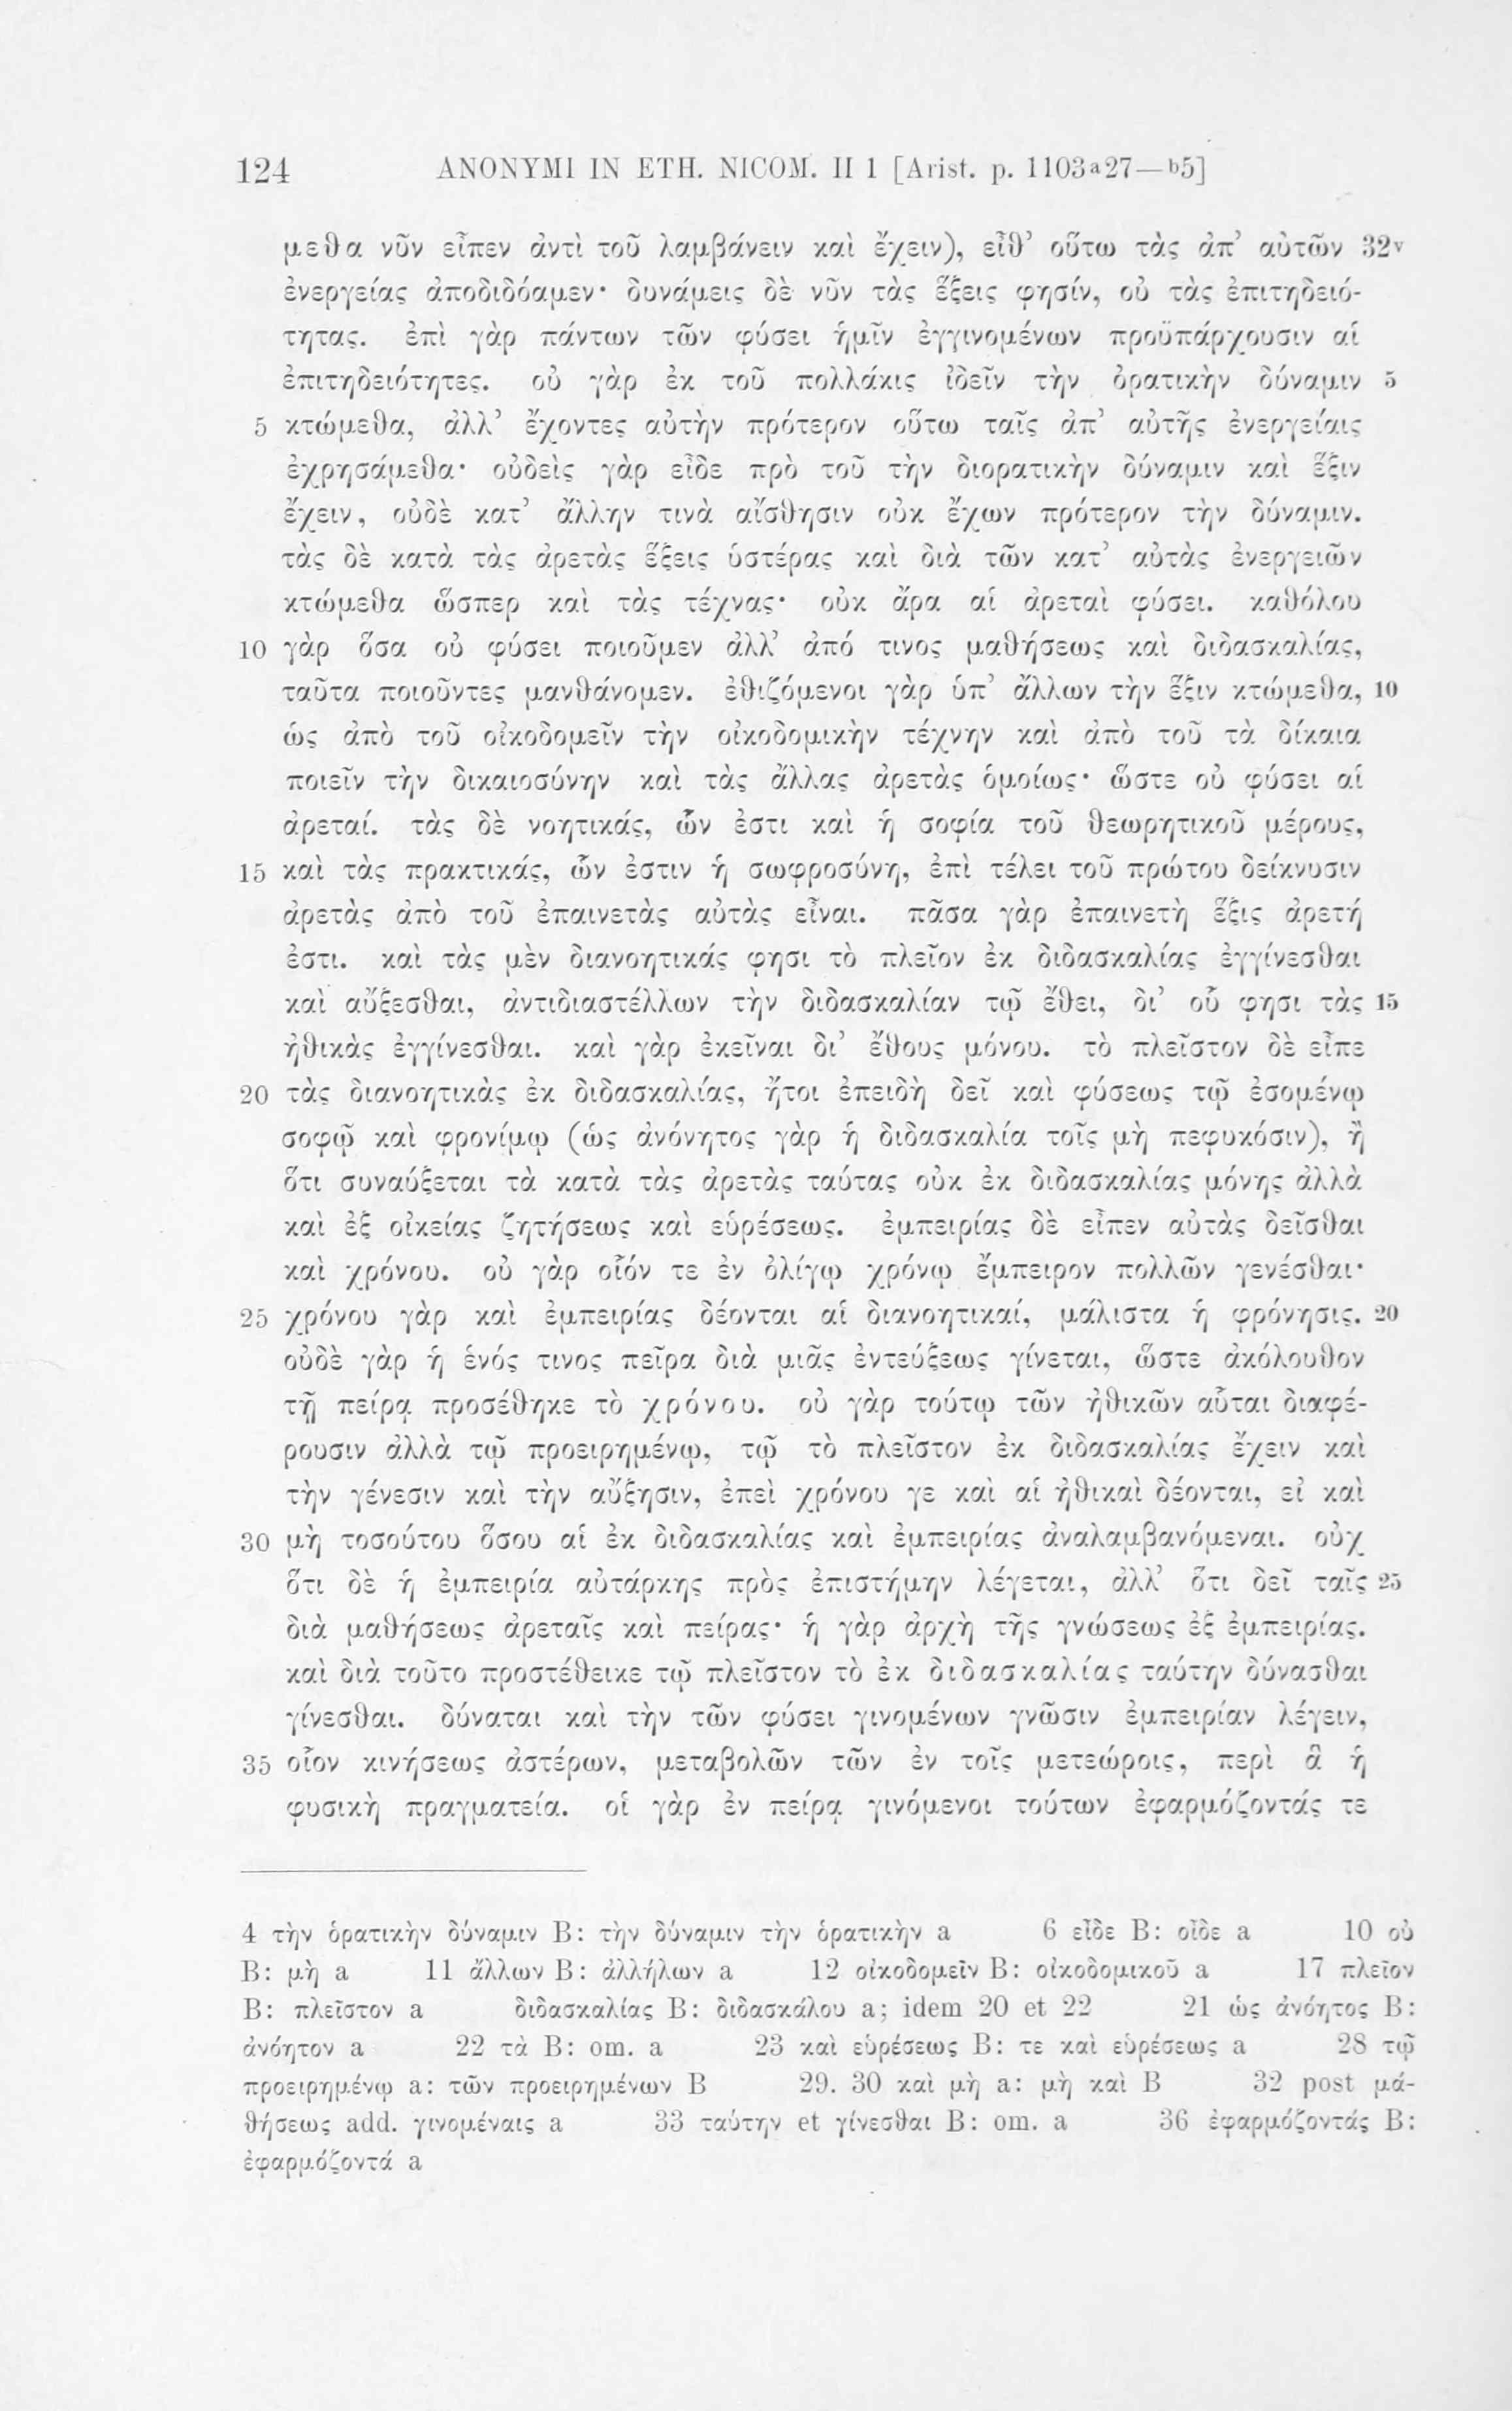 124 ANONYMI IN ETH. NICOM. II 1 [Arist. p. 1103a27—b5]
μεθα νῦν εἶπεν ἀντὶ τοῦ λαμβάνειν καὶ ἔχειν), εἶθ’ οὕτω τὰς ἀπ’ αὐτῶν 32v
ἐνεργείας ἀποδιδόαμεν· δυνάμεις δὲ νῦν τὰς ἕξεις φησίν, οὐ τὰς ἐπιτηδειό-
τητας. ἐπὶ γὰρ πάντων τῶν φύσει ἡμῖν ἐγγινομένων προϋπάρχουσιν αἱ
ἐπιτηδειότητες. οὐ γὰρ ἐκ τοῦ πολλάκις ἰδεῖν τὴν ὁρατικὴν δύναμιν 5
5 κτώμεθα, ἀλλ’ ἔχοντες αὐτὴν πρότερον οὕτω ταῖς ἀπ’ αὐτῆς ἐνεργείαις
ἐχρησάμεθα· οὐδεὶς γὰρ εἶδε πρὸ τοῦ τὴν διορατικὴν δύναμιν καὶ ἕξιν
ἔχειν, οὐδὲ κατ’ ἄλλην τινὰ αἴσθησιν οὐκ ἔχων πρότερον τὴν δύναμιν.
τὰς δὲ κατὰ τὰς ἀρετὰς ἕξεις ὑστέρας καὶ διὰ τῶν κατ’ αὐτὰς ἐνεργειῶν
κτώμεθα ὥσπερ καὶ τὰς τέχνας· οὐκ ἄρα αἱ ἀρεταὶ φύσει. καθόλου
10 γὰρ ὅσα οὐ φύσει ποιοῦμεν ἀλλ’ ἀπό τινος μαθήσεως καὶ διδασκαλίας,
ταῦτα ποιοῦντες μανθάνομεν. ἐθιζόμενοι γὰρ ὑπ’ ἄλλων τὴν ἕξιν κτώμεθα, 10
ὡς ἀπὸ τοῦ οἰκοδομεῖν τὴν οἰκοδομικὴν τέχνην καὶ ἀπὸ τοῦ τὰ δίκαια
ποιεῖν τὴν δικαιοσύνην καὶ τὰς ἄλλας ἀρετὰς ὁμοίως· ὥστε οὐ φύσει αἱ
ἀρεταί. τὰς δὲ νοητικάς, ὧν ἐστι καὶ ἡ σοφία τοῦ θεωρητικοῦ μέρους,
15 καὶ τὰς πρακτικάς, ὧν ἐστιν ἡ σωφροσύνη, ἐπὶ τέλει τοῦ πρώτου δείκνυσιν
ἀρετὰς ἀπὸ τοῦ ἐπαινετὰς αὐτὰς εἶναι. πᾶσα γὰρ ἐπαινετὴ ἕξις ἀρετή
ἐστι. καὶ τὰς μὲν διανοητικάς φησι τὸ πλεῖον ἐκ διδασκαλίας ἐγγίνεσθαι
καὶ αὔξεσθαι, ἀντιδιαστέλλων τὴν διδασκαλίαν τῷ ἔθει, δι’ οὗ φησι τὰς 15
ἠθικὰς ἐγγίνεσθαι. καὶ γὰρ ἐκεῖναι δι’ ἔθους μόνου. τὸ πλεῖστον δὲ εἶπε
20 τὰς διανοητικὰς ἐκ διδασκαλίας, ἤτοι ἐπειδὴ δεῖ καὶ φύσεως τῷ ἐσομένῳ
σοφῷ καὶ φρονίμῳ (ὡς ἀνόνητος γὰρ ἡ διδασκαλία τοῖς μὴ πεφυκόσιν), ἢ
ὅτι συναύξεται τὰ κατὰ τὰς ἀρετὰς ταύτας οὐκ ἐκ διδασκαλίας μόνης ἀλλὰ
καὶ ἐξ οἰκείας ζητήσεως καὶ εὑρέσεως. ἐμπειρίας δὲ εἶπεν αὐτὰς δεῖσθαι
καὶ χρόνου. οὐ γὰρ οἷόν τε ἐν ὀλίγῳ χρόνῳ ἔμπειρον πολλῶν γενέσθαι·
25 χρόνου γὰρ καὶ ἐμπειρίας δέονται αἱ διανοητικαί, μάλιστα ἡ φρόνησις. 20
οὐδὲ γὰρ ἡ ἑνός τινος πεῖρα διὰ μιᾶς ἐντεύξεως γίνεται, ὥστε ἀκόλουθον
τῇ πείρᾳ προσέθηκε τὸ χρόνου. οὐ γὰρ τούτῳ τῶν ἠθικῶν αὗται διαφέ-
ρουσιν ἀλλὰ τῷ προειρημένῳ, τῷ τὸ πλεῖστον ἐκ διδασκαλίας ἔχειν καὶ
τὴν γένεσιν καὶ τὴν αὔξησιν, ἐπεὶ χρόνου γε καὶ αἱ ἠθικαὶ δέονται, εἰ καὶ
30 μὴ τοσούτου ὅσου αἱ ἐκ διδασκαλίας καὶ ἐμπειρίας ἀναλαμβανόμεναι. οὐχ
ὅτι δὲ ἡ ἐμπειρία αὐτάρκης πρὸς ἐπιστήμην λέγεται, ἀλλ’ ὅτι δεῖ ταῖς 25
διὰ μαθήσεως ἀρεταῖς καὶ πείρας· ἡ γὰρ ἀρχὴ τῆς γνώσεως ἐξ ἐμπειρίας.
καὶ διὰ τοῦτο προστέθεικε τῷ πλεῖστον τὸ ἐκ διδασκαλίας ταύτην δύνασθαι
γίνεσθαι. δύναται καὶ τὴν τῶν φύσει γινομένων γνῶσιν ἐμπειρίαν λέγειν,
35 οἷον κινήσεως ἀστέρων, μεταβολῶν τῶν ἐν τοῖς μετεώροις, περὶ ἃ ἡ
φυσικὴ πραγματεία. οἱ γὰρ ἐν πείρᾳ γινόμενοι τούτων ἐφαρμόζοντάς τε
4 τὴν ὁρατικὴν δύναμιν B: τὴν δύναμιν τὴν ὁρατικὴν a 6 εἶδε B: οἶδε a 10 οὐ
B: μὴ a 11 ἄλλων B: ἀλλήλων a 12 οἰκοδομεῖν B: οἰκοδομικοῦ a 17 πλεῖον
B: πλεῖστον a διδασκαλίας B: διδασκάλου a; idem 20 et 22 21 ὡς ἀνόητος B:
ἀνόητον a 22 τὰ B: om. a 23 καὶ εὑρέσεως B: τε καὶ εὑρέσεως a 28 τῷ
προειρημένῳ a: τῶν προειρημένων B 29. 30 καὶ μὴ a: μὴ καὶ B 32 post μα-
θήσεως add. γινομέναις a 33 ταύτην et γίνεσθαι B: om. a 36 ἐφαρμόζοντάς B:
ἐφαρμόζοντά a